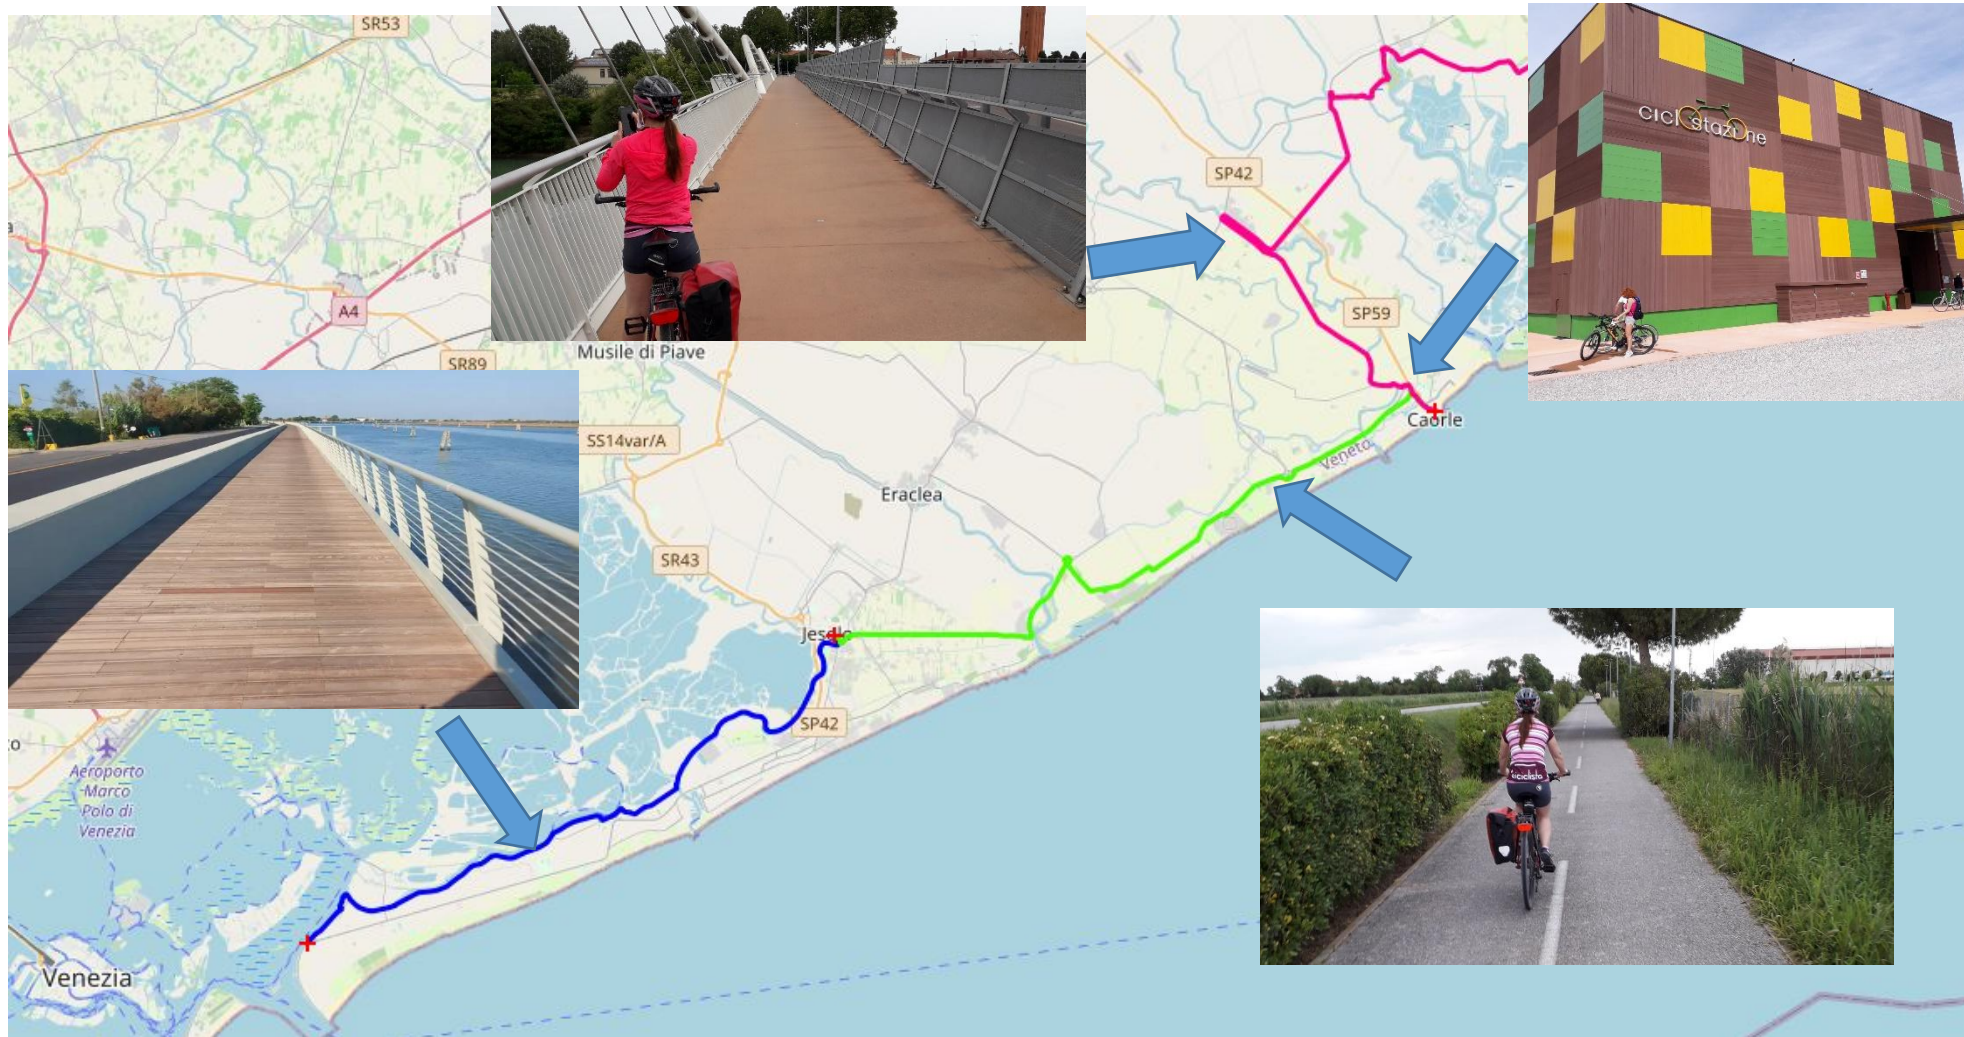 SR53
SP42
ciclostazione
A4
SP59
Musile di Piave
SR89
Caorle
SS14var/A
Veneto
Eraclea
SR43
Jesolo
SP42
Aeroporto
Marco
Polo di
Venezia
ciclista
Venezia